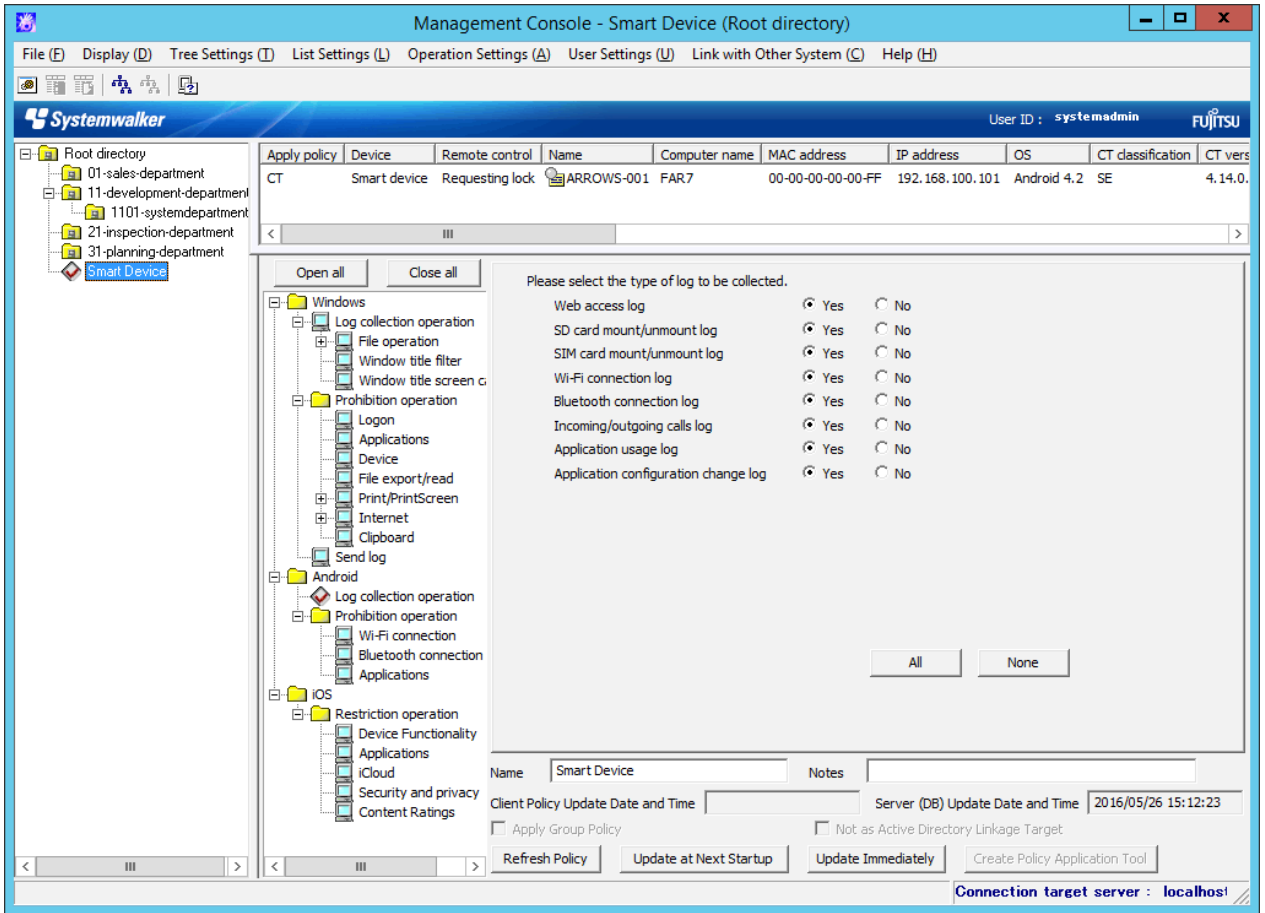 Management Console - Smart Device (Root directory)
File (F) Display (D) Tree Settings (T) List Settings (L) Operation Settings (A) User Settings (U) Link with Other System (C) Help (H)
Systemwalker User ID : systemadmin FUJITSU
Root directory
01-sales-department
11-development-department
1101-systemdepartment
21-inspection-department
31-planning-department
Smart Device
Apply policy Device Remote control Name Computer name MAC address IP address OS CT classification CT vers
CT Smart device Requesting lock ARROWS-001 FAR7 00-00-00-00-00-FF 192.168.100.101 Android 4.2 SE 4.14.0.
Open all Close all
Windows
Log collection operation
File operation
Window title filter
Window title screen ca
Prohibition operation
Logon
Applications
Device
File export/read
Print/PrintScreen
Internet
Clipboard
Send log
Android
Log collection operation
Prohibition operation
Wi-Fi connection
Bluetooth connection
Applications
iOS
Restriction operation
Device Functionality
Applications
iCloud
Security and privacy
Content Ratings
Please select the type of log to be collected.
Web access log Yes No
SD card mount/unmount log Yes No
SIM card mount/unmount log Yes No
Wi-Fi connection log Yes No
Bluetooth connection log Yes No
Incoming/outgoing calls log Yes No
Application usage log Yes No
Application configuration change log Yes No
All None
Name Smart Device Notes
Client Policy Update Date and Time Server (DB) Update Date and Time 2016/05/26 15:12:23
Apply Group Policy Not as Active Directory Linkage Target
Refresh Policy Update at Next Startup Update Immediately Create Policy Application Tool
Connection target server : localhost